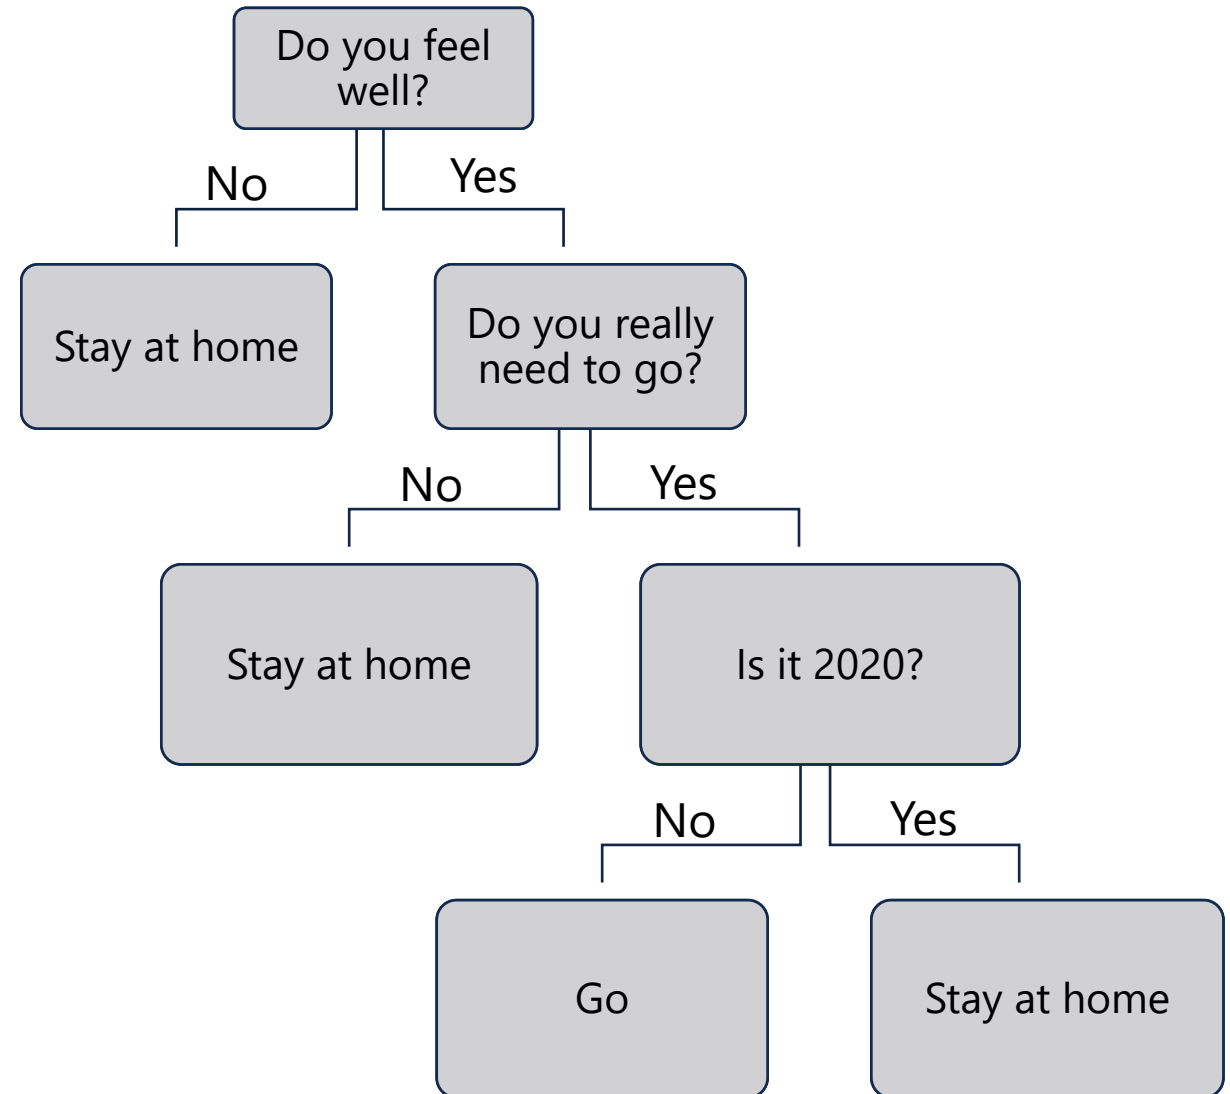 Do you feel
well?
No
Yes
Stay at home
Do you really
need to go?
No
Yes
Stay at home
Is it 2020?
No
Yes
Go
Stay at home